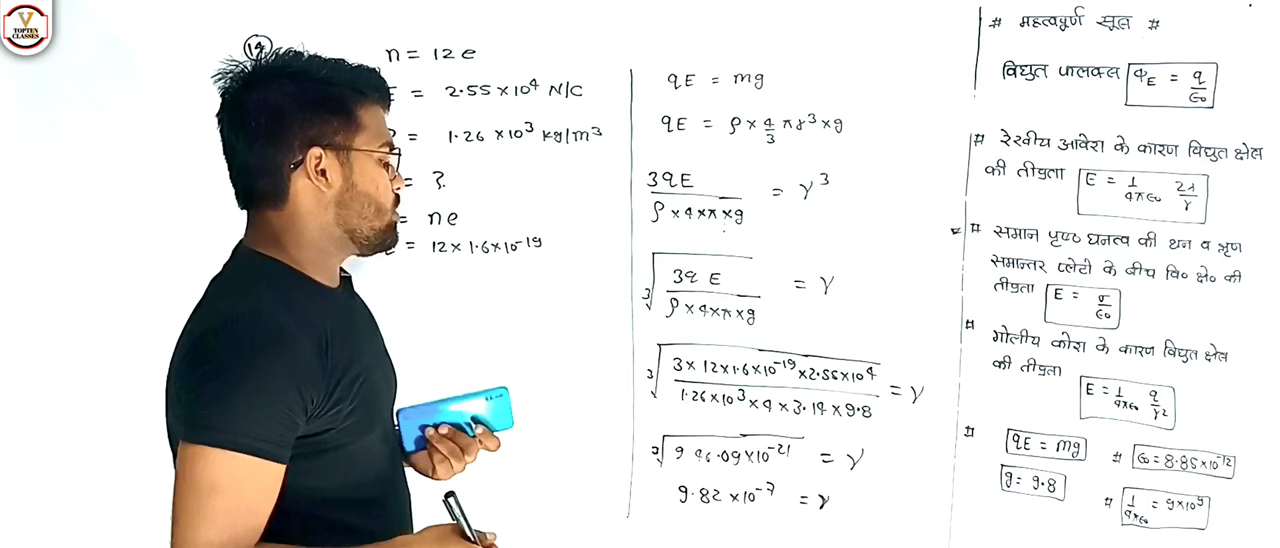 V
TOPTEN
CLASSES
14
n = 12e
= 2.55×10⁴ N/C
= 1.26 ×10³ kg/m³
= ?
= ne
= 12× 1.6×10⁻¹⁹
qE = mg
qE = ρ × 4/3 πr³ × g
3qE / ρ×4×π×g = r³
∛(3qE / ρ×4×π×g) = r
∛(3×12×1.6×10⁻¹⁹×2.55×10⁴ / 1.26×10³×4×3.14×9.8) = r
∛(946.09×10⁻²¹) = r
9.82 ×10⁻⁷ = r
# महत्वपूर्ण सूत्र #
विद्युत फ्लक्स Φ_E = q/ε₀
# रेखीय आवेश के कारण विद्युत क्षेत्र
की तीव्रता E = 1/4πε₀ 2λ/r
# समान पृष्ठ घनत्व की धन व ऋण
समान्तर प्लेटो के बीच वि० क्षे० की
तीव्रता E = σ/ε₀
# गोलीय कोश के कारण विद्युत क्षेत्र
की तीव्रता
E = 1/4πε₀ q/r²
# qE = mg # ε₀ = 8.85×10⁻¹²
g = 9.8 # 1/4πε₀ = 9×10⁹